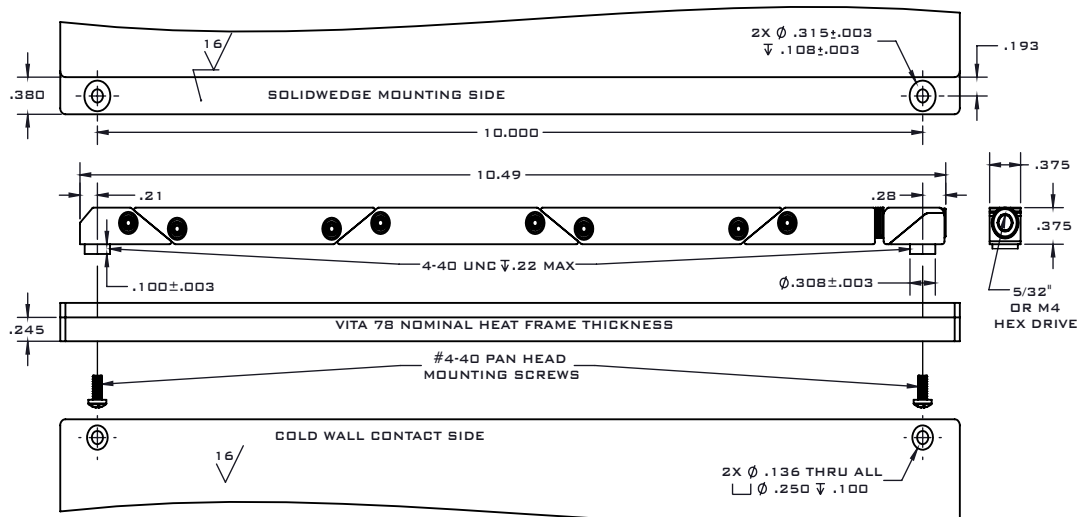 16
2X Ø .315±.003
↧ .108±.003
.193
.380
SOLIDWEDGE MOUNTING SIDE
10.000
10.49
.375
.21
.28
.375
4-40 UNC ↧ .22 MAX
.100±.003
Ø.308±.003
5/32"
OR M4
HEX DRIVE
.245
VITA 78 NOMINAL HEAT FRAME THICKNESS
#4-40 PAN HEAD
MOUNTING SCREWS
COLD WALL CONTACT SIDE
16
2X Ø .136 THRU ALL
⌴ Ø .250 ↧ .100